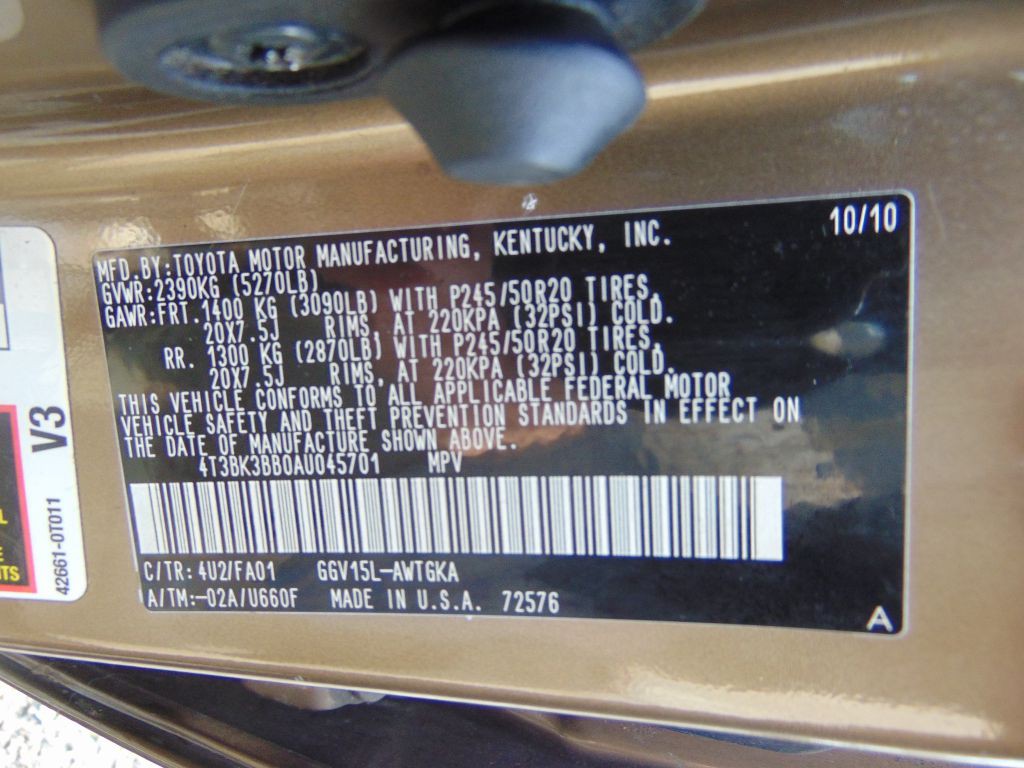 10/10
MFD.BY:TOYOTA MOTOR MANUFACTURING, KENTUCKY, INC.
GVWR:2390KG (5270LB)
GAWR:FRT. 1400 KG (3090LB) WITH P245/50R20 TIRES,
20X7.5J RIMS, AT 220KPA (32PSI) COLD.
RR. 1300 KG (2870LB) WITH P245/50R20 TIRES,
20X7.5J RIMS, AT 220KPA (32PSI) COLD.
THIS VEHICLE CONFORMS TO ALL APPLICABLE FEDERAL MOTOR
VEHICLE SAFETY AND THEFT PREVENTION STANDARDS IN EFFECT ON
THE DATE OF MANUFACTURE SHOWN ABOVE.
4T3BK3BB0AU045701 MPV
C/TR:4U2/FA01 GGV15L-AWTGKA
A/TM:-02A/U660F MADE IN U.S.A. 72576
A
V3
42661-0T011